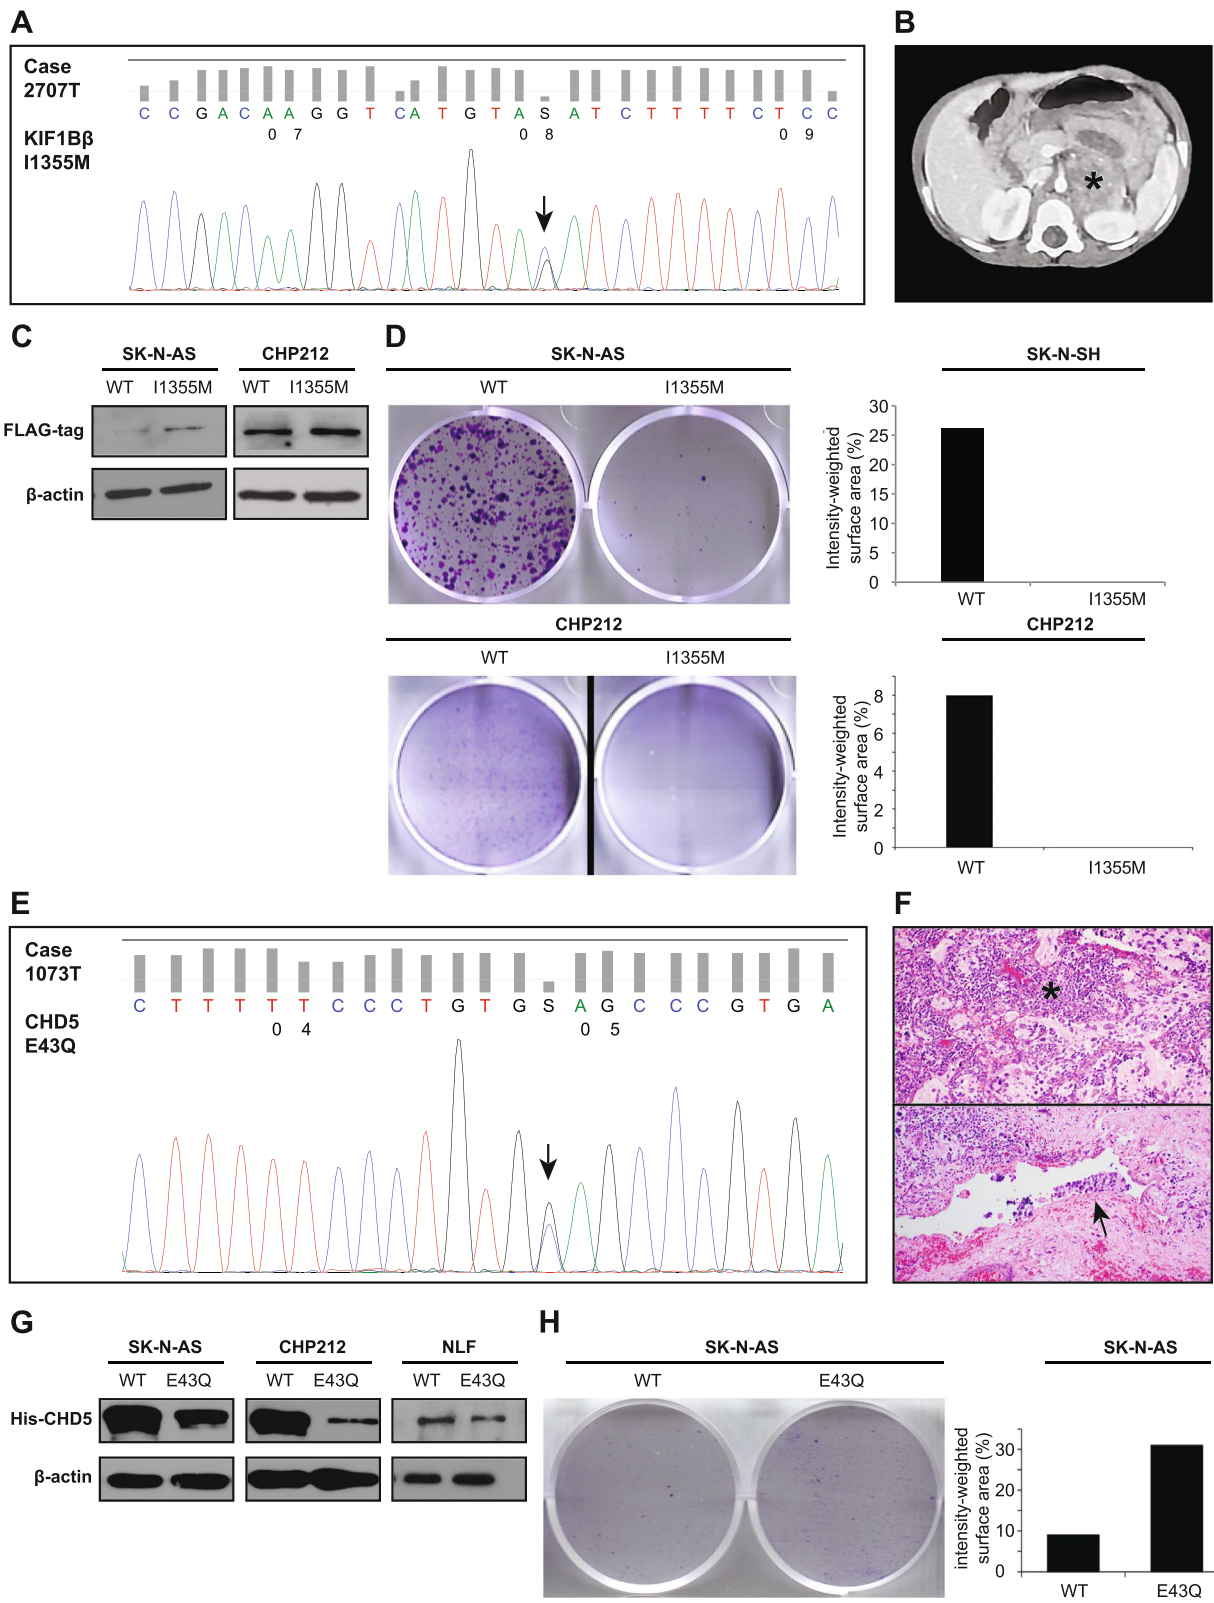 A
Case
2707T
KIF1Bβ
I1355M
C C G A C A A G G T C A T G T A S A T C T T T T C T C C
0 7 0 8 0 9
B
*
C
SK-N-AS CHP212
WT I1355M WT I1355M
FLAG-tag
β-actin
D
SK-N-AS
WT I1355M
SK-N-SH
Intensity-weighted
surface area (%)
30
25
20
15
10
5
0
WT I1355M
CHP212
WT I1355M
CHP212
Intensity-weighted
surface area (%)
8
6
4
2
0
WT I1355M
E
Case
1073T
CHD5
E43Q
C T T T T T C C C T G T G S A G C C C G T G A
0 4 0 5
F
*
G
SK-N-AS CHP212 NLF
WT E43Q WT E43Q WT E43Q
His-CHD5
β-actin
H
SK-N-AS
WT E43Q
SK-N-AS
intensity-weighted
surface area (%)
30
20
10
0
WT E43Q